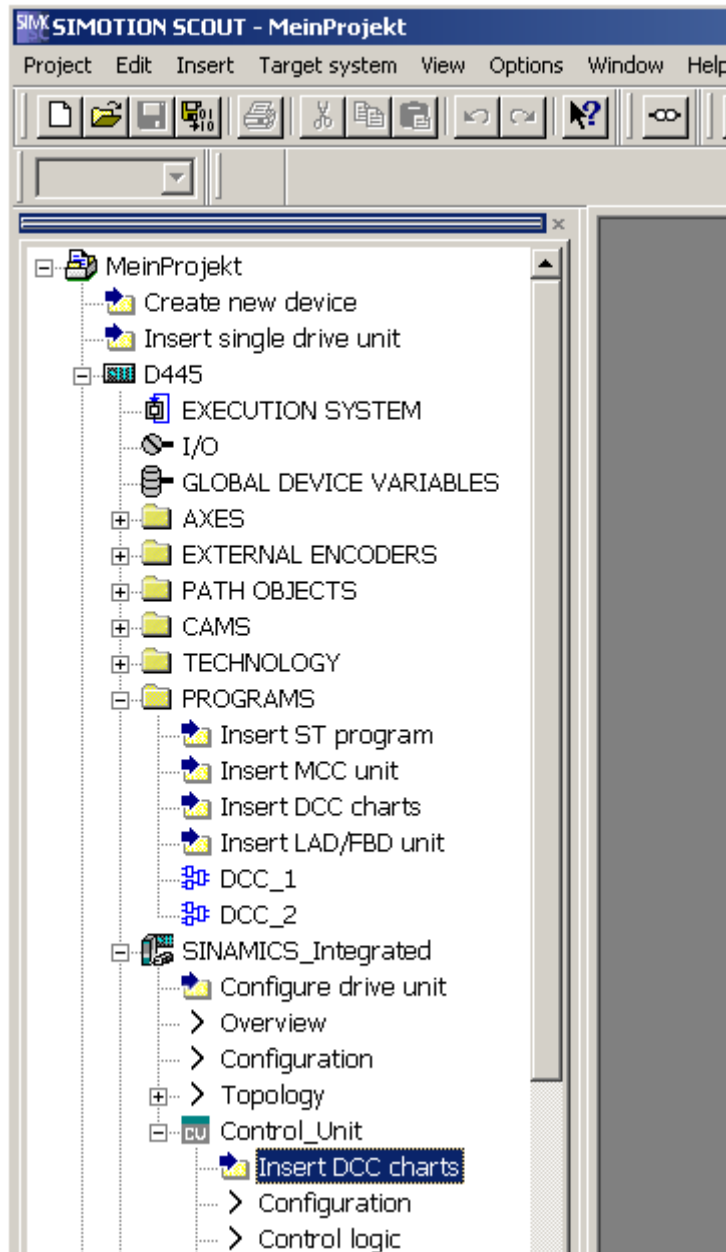 SIMOTION SCOUT - MeinProjekt
Project Edit Insert Target system View Options Window Help
MeinProjekt
Create new device
Insert single drive unit
D445
EXECUTION SYSTEM
I/O
GLOBAL DEVICE VARIABLES
AXES
EXTERNAL ENCODERS
PATH OBJECTS
CAMS
TECHNOLOGY
PROGRAMS
Insert ST program
Insert MCC unit
Insert DCC charts
Insert LAD/FBD unit
DCC_1
DCC_2
SINAMICS_Integrated
Configure drive unit
Overview
Configuration
Topology
CU Control_Unit
Insert DCC charts
Configuration
Control logic